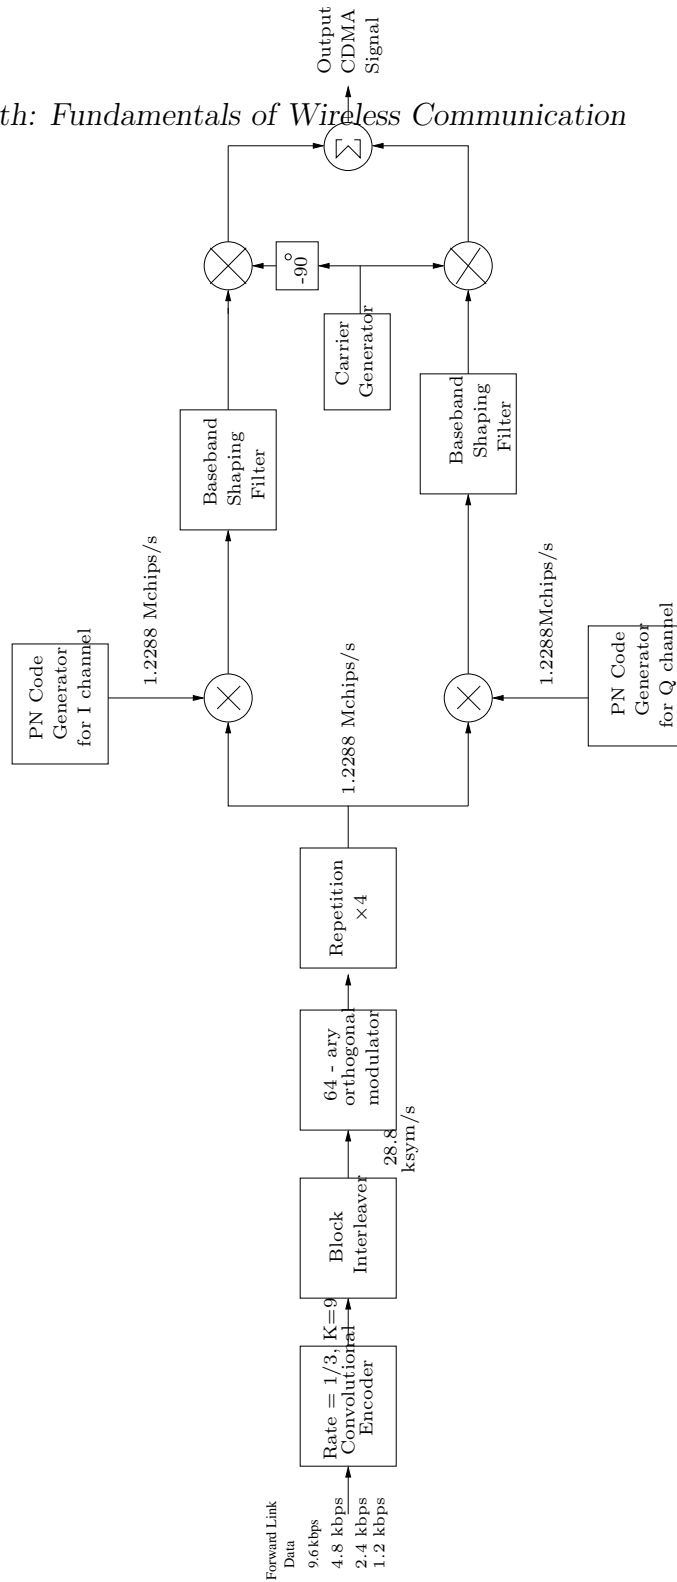 th: Fundamentals of Wireless Communication
Forward Link
Data
9.6 kbps
4.8 kbps
2.4 kbps
1.2 kbps
Rate = 1/3, K=9
Convolutional
Encoder
Block
Interleaver
28.8
ksym/s
64 - ary
orthogonal
modulator
Repetition
×4
1.2288 Mchips/s
PN Code
Generator
for I channel
1.2288 Mchips/s
PN Code
Generator
for Q channel
1.2288Mchips/s
Baseband
Shaping
Filter
Baseband
Shaping
Filter
Carrier
Generator
-90°
Σ
Output
CDMA
Signal